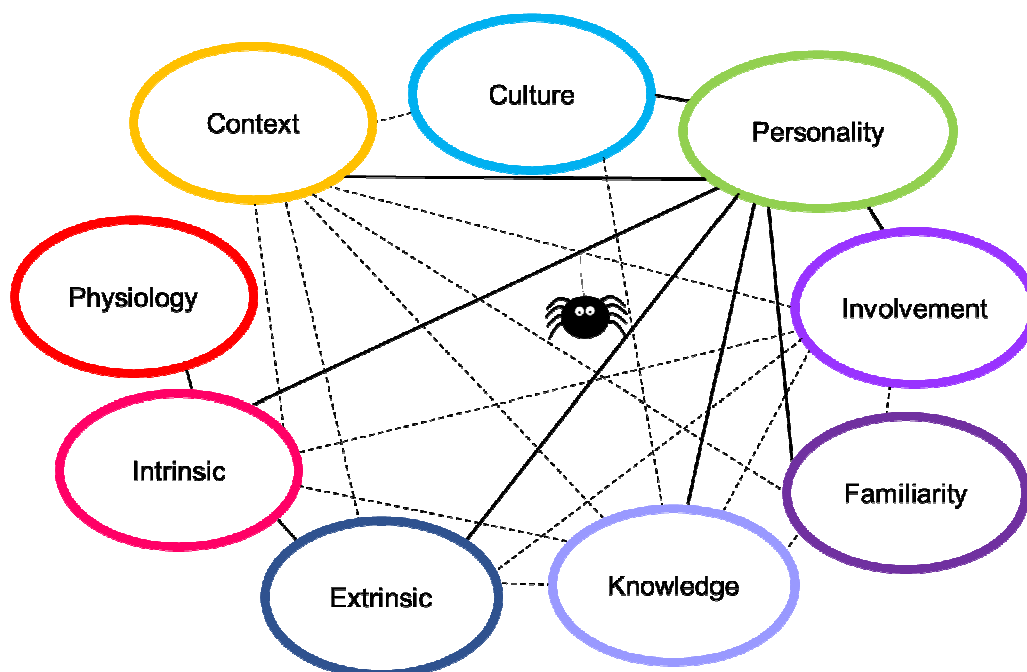 Culture
Context
Personality
Physiology
Involvement
Intrinsic
Familiarity
Extrinsic
Knowledge